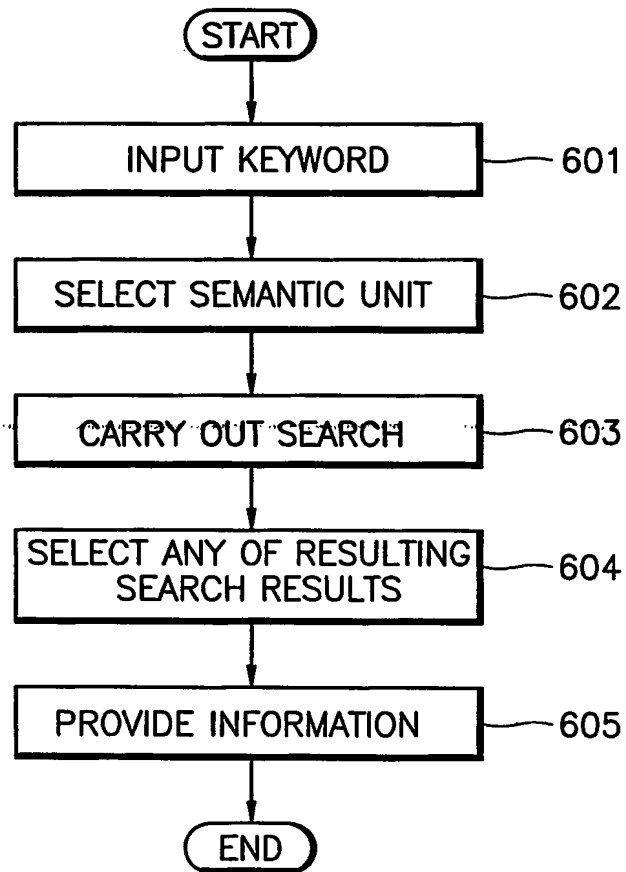 START
INPUT KEYWORD
601
SELECT SEMANTIC UNIT
602
CARRY OUT SEARCH
603
SELECT ANY OF RESULTING
SEARCH RESULTS
604
PROVIDE INFORMATION
605
END